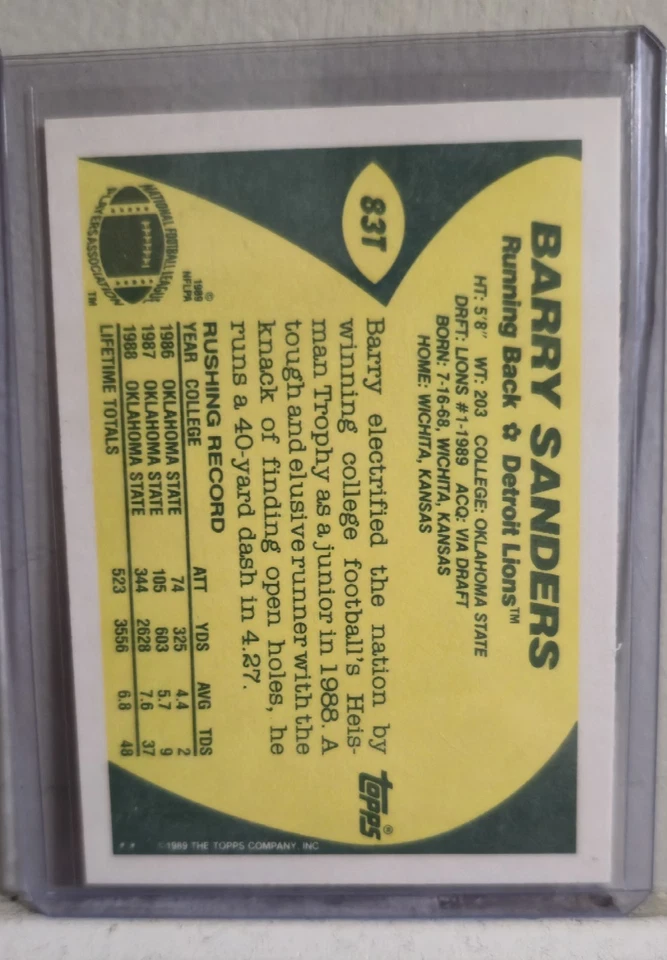 83T
BARRY SANDERS
Running Back ✩ Detroit Lions™
HT: 5'8" WT: 203 COLLEGE: OKLAHOMA STATE
DRFT: LIONS #1-1989 ACQ: VIA DRAFT
BORN: 7-16-68, WICHITA, KANSAS
HOME: WICHITA, KANSAS
Barry electrified the nation by
winning college football's Heis-
man Trophy as a junior in 1988. A
tough and elusive runner with the
knack of finding open holes, he
runs a 40-yard dash in 4.27.
topps®
NATIONAL FOOTBALL LEAGUE
PLAYERS ASSOCIATION
™
©
1989
NFLPA
RUSHING RECORD
YEAR COLLEGE ATT YDS AVG TDS
1986 OKLAHOMA STATE 74 325 4.4 2
1987 OKLAHOMA STATE 105 603 5.7 9
1988 OKLAHOMA STATE 344 2628 7.6 37
LIFETIME TOTALS 523 3556 6.8 48
* * ©1989 THE TOPPS COMPANY, INC.